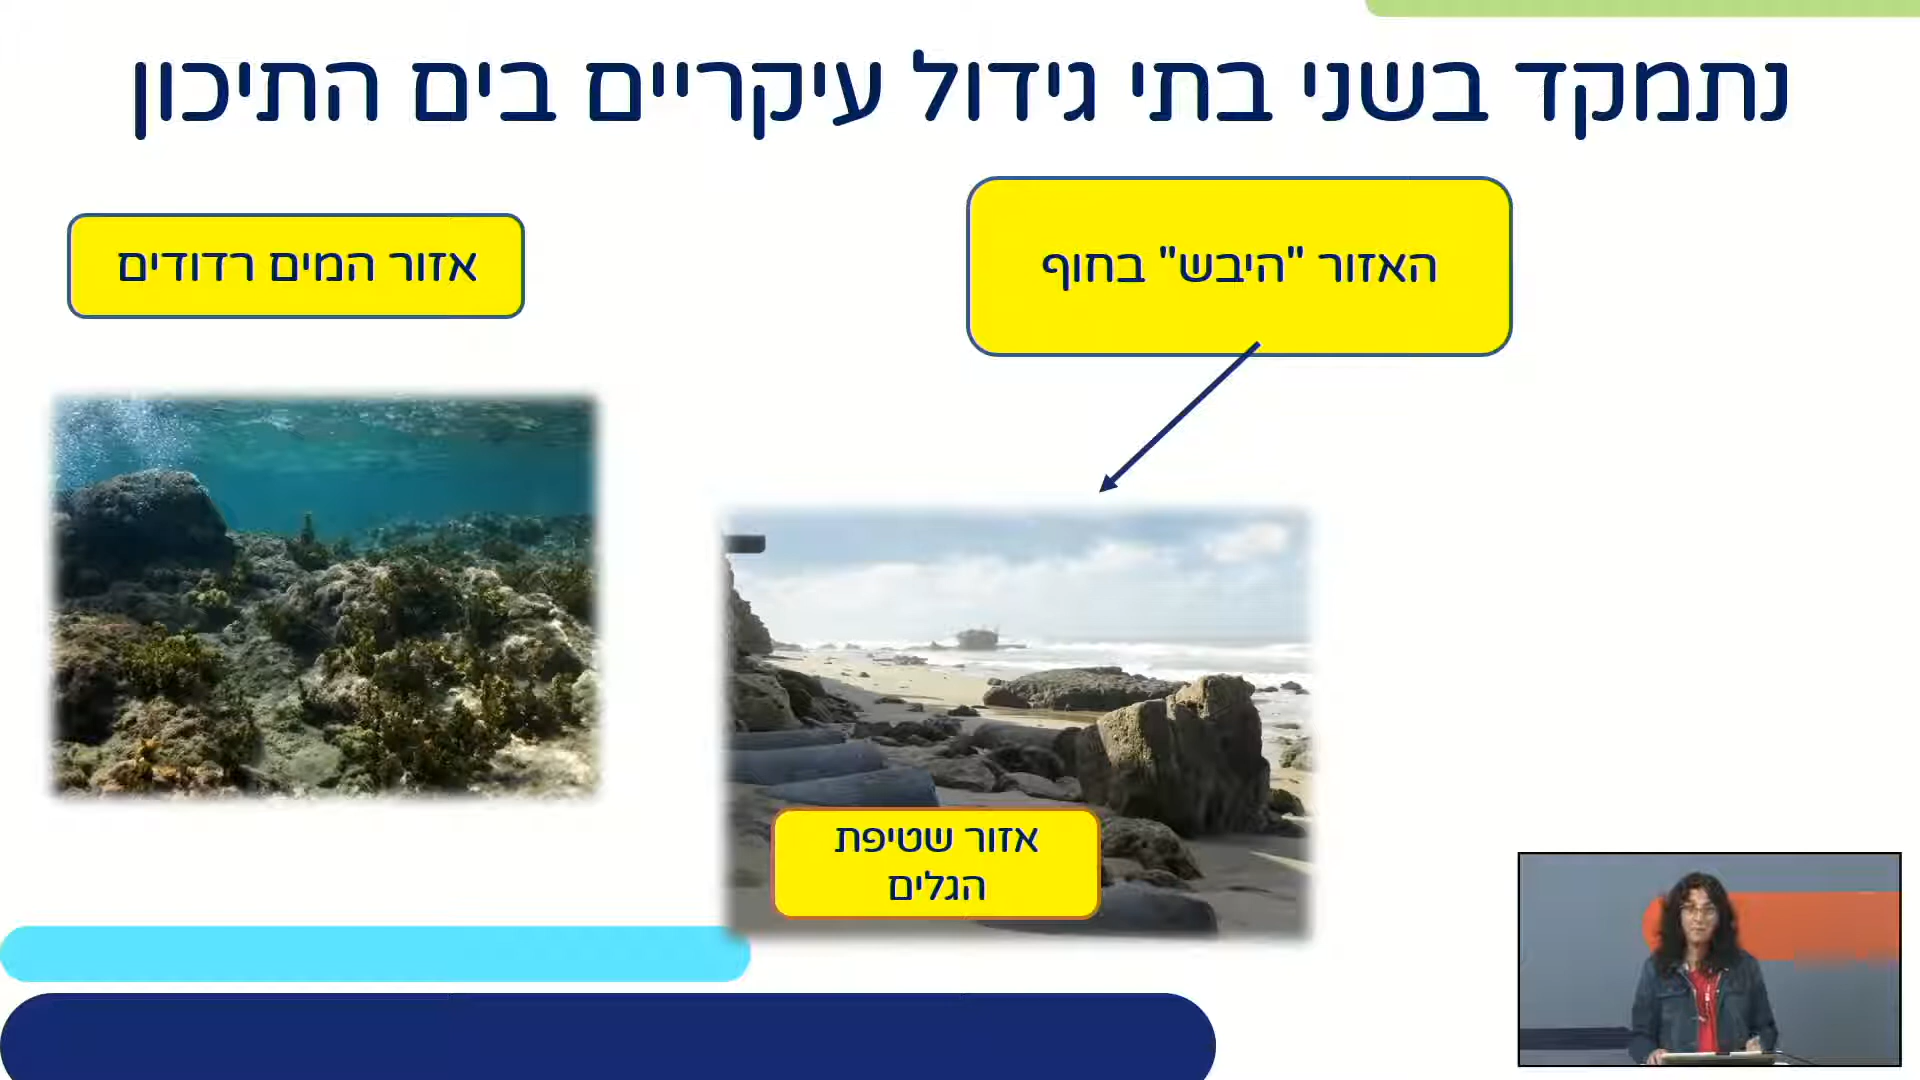 נתמקד בשני בתי גידול עיקריים בים התיכון
האזור "היבש" בחוף
אזור המים רדודים
אזור שטיפת
הגלים